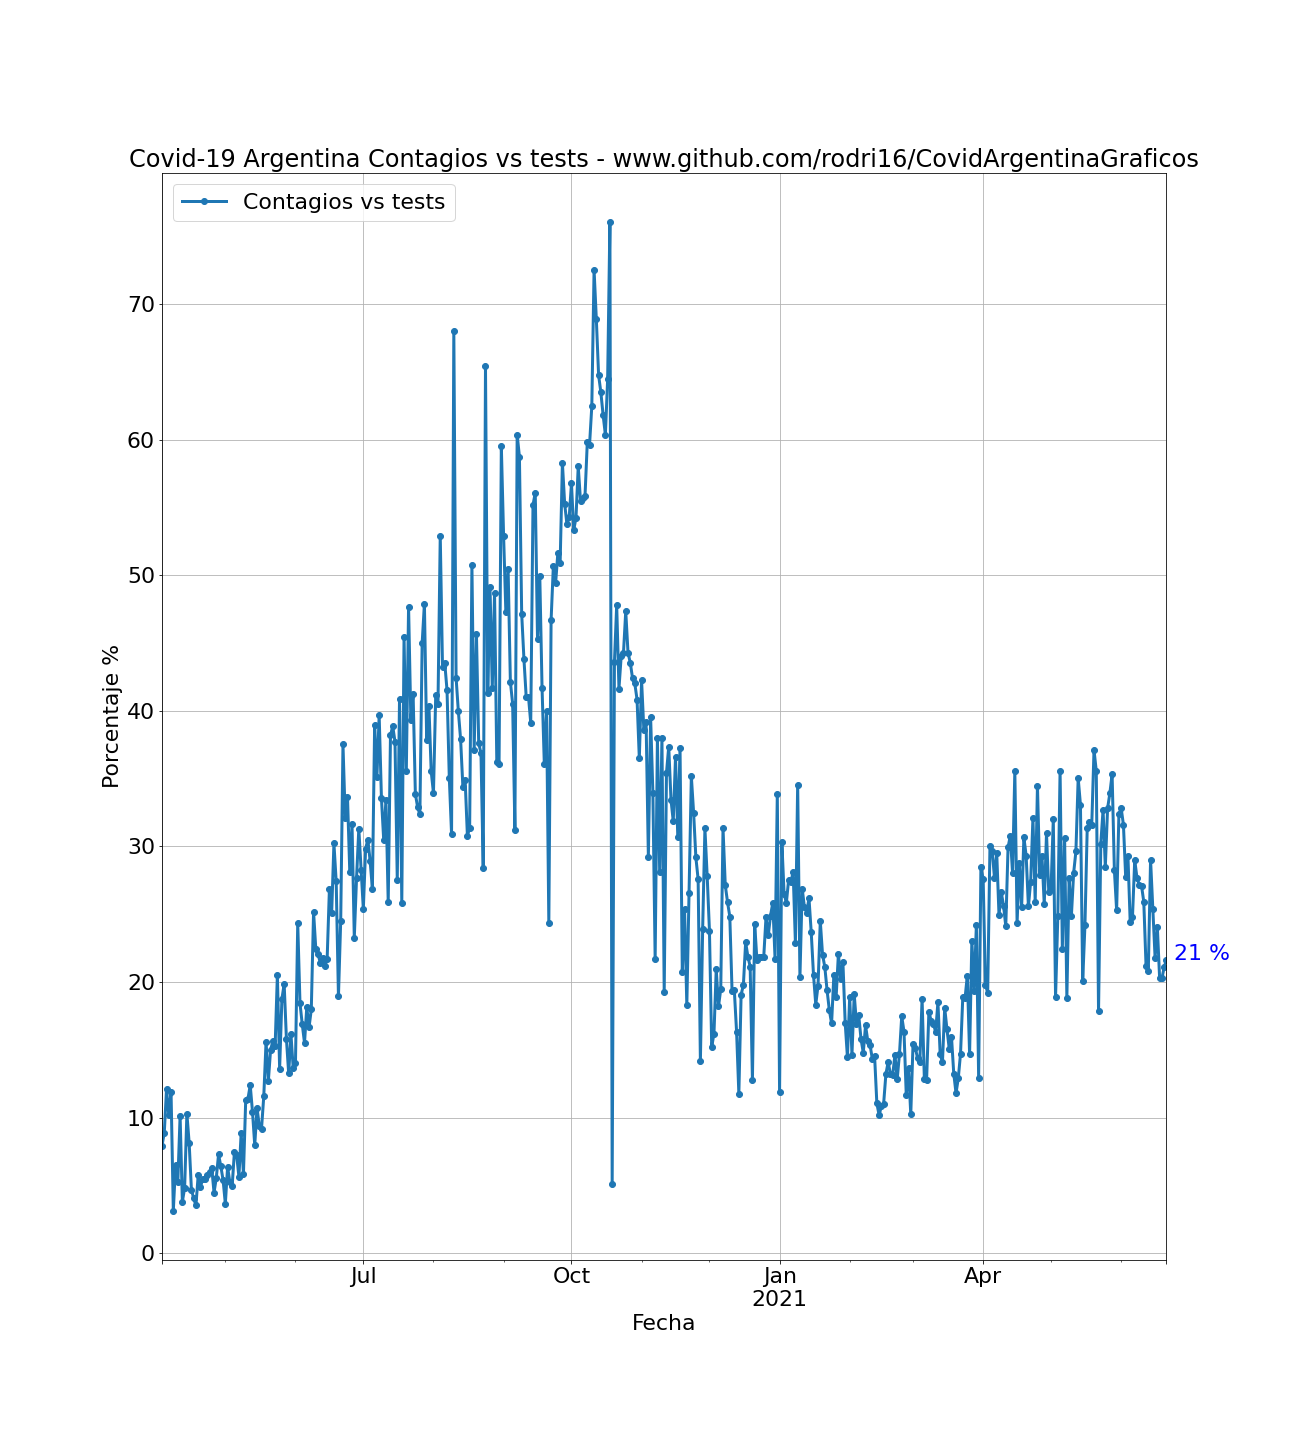 Covid-19 Argentina Contagios vs tests - www.github.com/rodri16/CovidArgentinaGraficos
Contagios vs tests
70
60
50
40
30
20
10
0
Porcentaje %
21 %
Jul
Oct
Jan
2021
Apr
Fecha